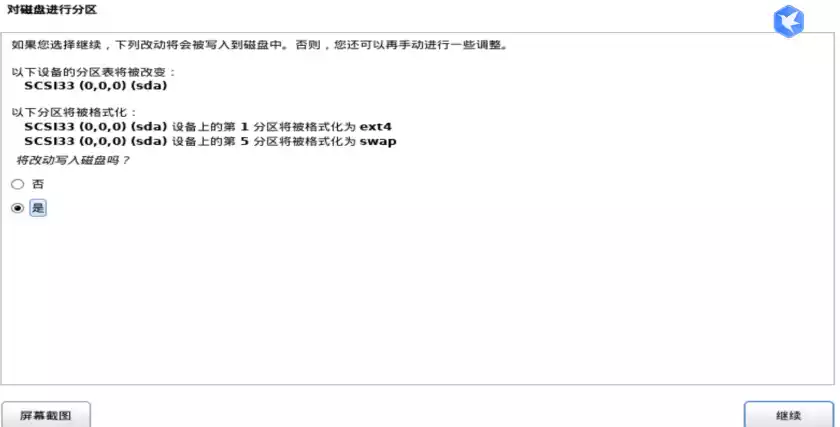 对磁盘进行分区
如果您选择继续，下列改动将会被写入到磁盘中。否则，您还可以再手动进行一些调整。
以下设备的分区表将被改变：
SCSI33 (0,0,0) (sda)
以下分区将被格式化：
SCSI33 (0,0,0) (sda) 设备上的第 1 分区将被格式化为 ext4
SCSI33 (0,0,0) (sda) 设备上的第 5 分区将被格式化为 swap
将改动写入磁盘吗？
否
是
屏幕截图
继续